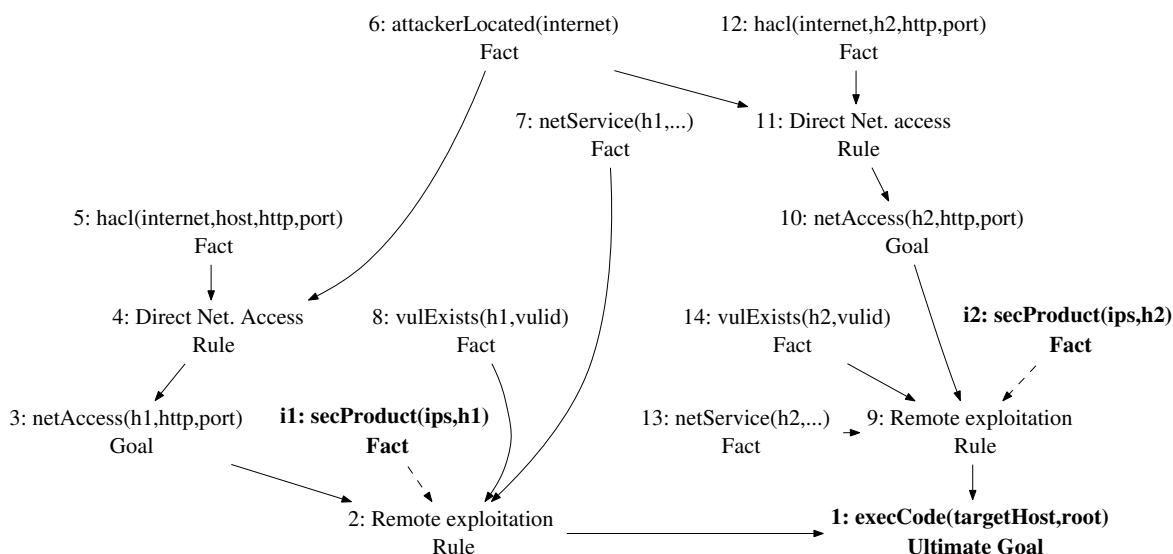 6: attackerLocated(internet)
Fact
12: hacl(internet,h2,http,port)
Fact
7: netService(h1,...)
Fact
11: Direct Net. access
Rule
5: hacl(internet,host,http,port)
Fact
10: netAccess(h2,http,port)
Goal
4: Direct Net. Access
Rule
8: vulExists(h1,vulid)
Fact
14: vulExists(h2,vulid)
Fact
i2: secProduct(ips,h2)
Fact
3: netAccess(h1,http,port)
Goal
i1: secProduct(ips,h1)
Fact
13: netService(h2,...)
Fact
9: Remote exploitation
Rule
2: Remote exploitation
Rule
1: execCode(targetHost,root)
Ultimate Goal